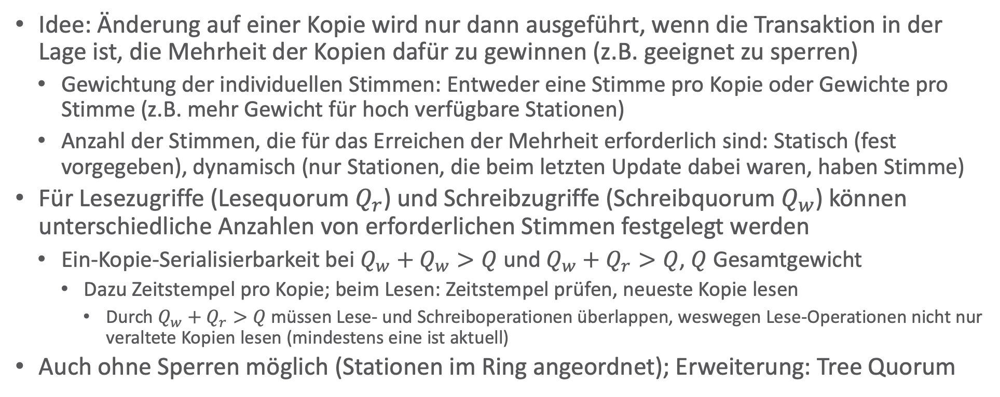 • Idee: Änderung auf einer Kopie wird nur dann ausgeführt, wenn die Transaktion in der
Lage ist, die Mehrheit der Kopien dafür zu gewinnen (z.B. geeignet zu sperren)
• Gewichtung der individuellen Stimmen: Entweder eine Stimme pro Kopie oder Gewichte pro
Stimme (z.B. mehr Gewicht für hoch verfügbare Stationen)
• Anzahl der Stimmen, die für das Erreichen der Mehrheit erforderlich sind: Statisch (fest
vorgegeben), dynamisch (nur Stationen, die beim letzten Update dabei waren, haben Stimme)
• Für Lesezugriffe (Lesequorum $Q_r$) und Schreibzugriffe (Schreibquorum $Q_w$) können
unterschiedliche Anzahlen von erforderlichen Stimmen festgelegt werden
• Ein-Kopie-Serialisierbarkeit bei $Q_w + Q_w > Q$ und $Q_w + Q_r > Q$, $Q$ Gesamtgewicht
• Dazu Zeitstempel pro Kopie; beim Lesen: Zeitstempel prüfen, neueste Kopie lesen
• Durch $Q_w + Q_r > Q$ müssen Lese- und Schreiboperationen überlappen, weswegen Lese-Operationen nicht nur
veraltete Kopien lesen (mindestens eine ist aktuell)
• Auch ohne Sperren möglich (Stationen im Ring angeordnet); Erweiterung: Tree Quorum